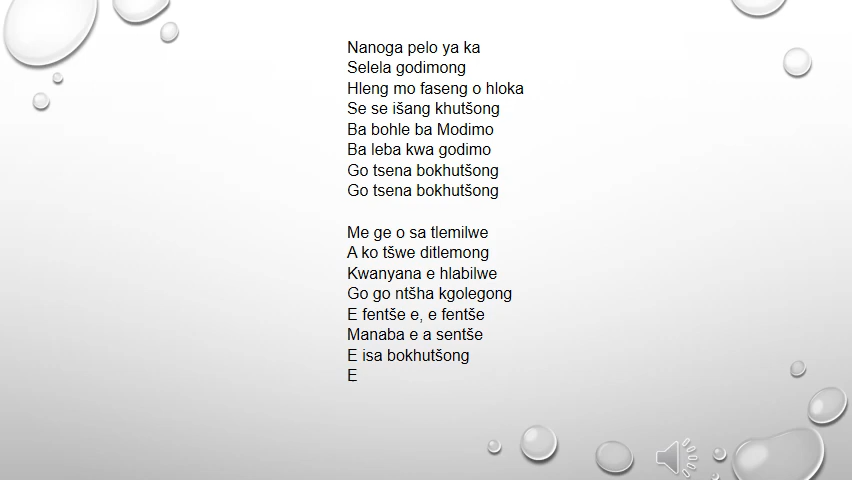 Nanoga pelo ya ka
Selela godimong
Hleng mo faseng o hloka
Se se išang khutšong
Ba bohle ba Modimo
Ba leba kwa godimo
Go tsena bokhutšong
Go tsena bokhutšong
Me ge o sa tlemilwe
A ko tšwe ditlemong
Kwanyana e hlabilwe
Go go ntšha kgolegong
E fentše e, e fentše
Manaba e a sentše
E isa bokhutšong
E